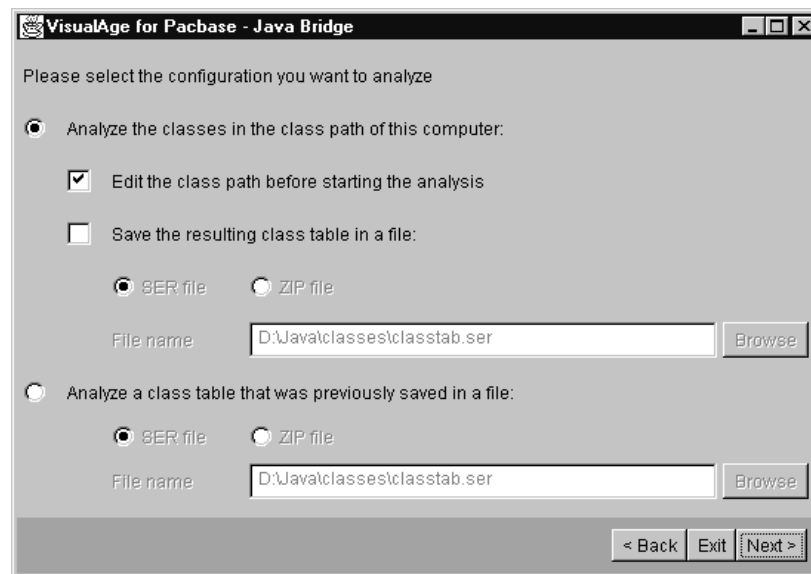 VisualAge for Pacbase - Java Bridge
Please select the configuration you want to analyze
Analyze the classes in the class path of this computer:
Edit the class path before starting the analysis
Save the resulting class table in a file:
SER file ZIP file
File name D:\Java\classes\classtab.ser Browse
Analyze a class table that was previously saved in a file:
SER file ZIP file
File name D:\Java\classes\classtab.ser Browse
< Back Exit Next >